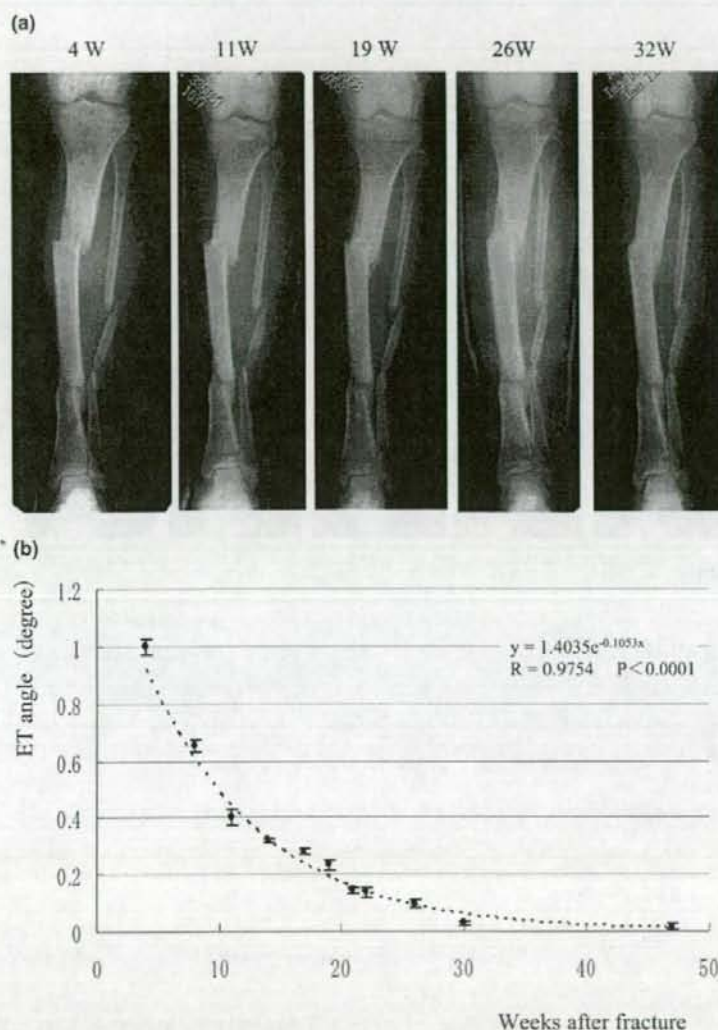 (a)
4 W 11W 19 W 26W 32W
(b)
ET angle (degree)
1.2
1
0.8
0.6
0.4
0.2
0
y = 1.4035e^-0.1053x
R = 0.9754 P<0.0001
0 10 20 30 40 50
Weeks after fracture